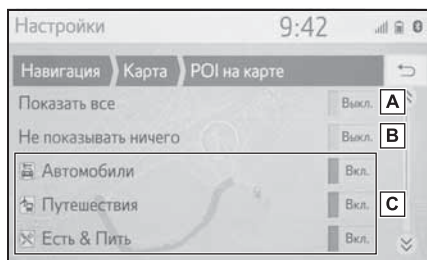 Настройки 9:42
Навигация Карта POI на карте
Показать все Выкл. A
Не показывать ничего Выкл. B
Автомобили Вкл.
Путешествия Вкл. C
Есть & Пить Вкл.